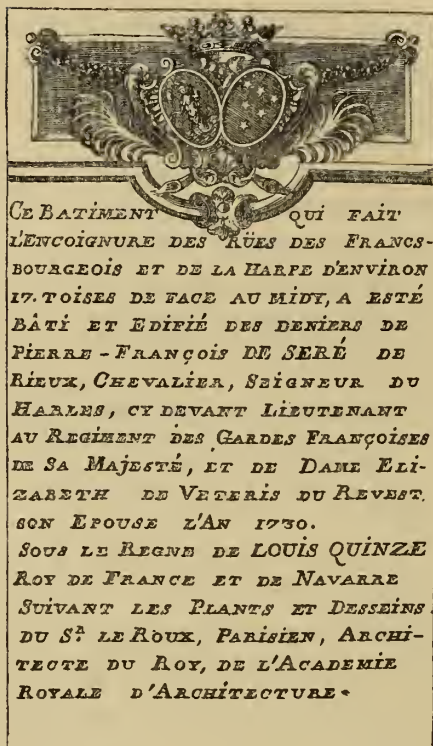 CE BATIMENT QUI FAIT
L'ENCOIGNURE DES RÜES DES FRANCS-
BOURGEOIS ET DE LA HARPE D'ENVIRON
17. TOISES DE FACE AU MIDY, A ESTÉ
BÂTI ET EDIFIÉ DES DENIERS DE
PIERRE-FRANÇOIS DE SERÉ DE
RIEUX, CHEVALIER, SEIGNEUR DU
HARLES, CY DEVANT LIEUTENANT
AU REGIMENT DES GARDES FRANÇOISES
DE SA MAJESTÉ, ET DE DAME ELI-
ZABETH DE VETERIS DU REVEST.
SON EPOUSE L'AN 1730.
SOUS LE REGNE DE LOUIS QUINZE
ROY DE FRANCE ET DE NAVARRE
SUIVANT LES PLANTS ET DESSEINS
DU SR. LE ROUX, PARISIEN, ARCHI-
TECTE DU ROY, DE L'ACADEMIE
ROYALE D'ARCHITECTURE.